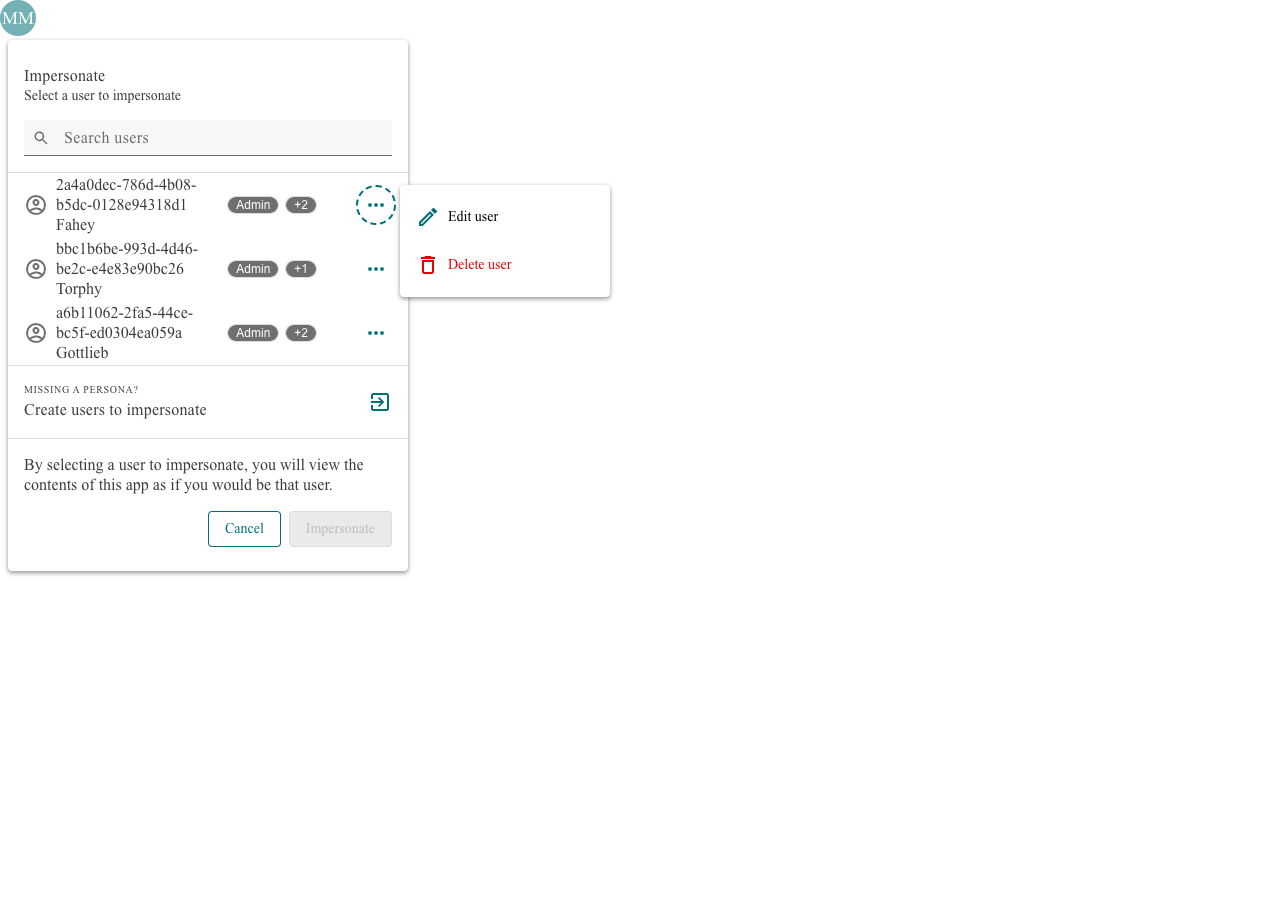 MM
Impersonate
Select a user to impersonate
Search users
2a4a0dec-786d-4b08-
b5dc-0128e94318d1
Fahey
Admin
+2
Edit user
Delete user
bbc1b6be-993d-4d46-
be2c-e4e83e90bc26
Torphy
Admin
+1
a6b11062-2fa5-44ce-
bc5f-ed0304ea059a
Gottlieb
Admin
+2
MISSING A PERSONA?
Create users to impersonate
By selecting a user to impersonate, you will view the
contents of this app as if you would be that user.
Cancel
Impersonate